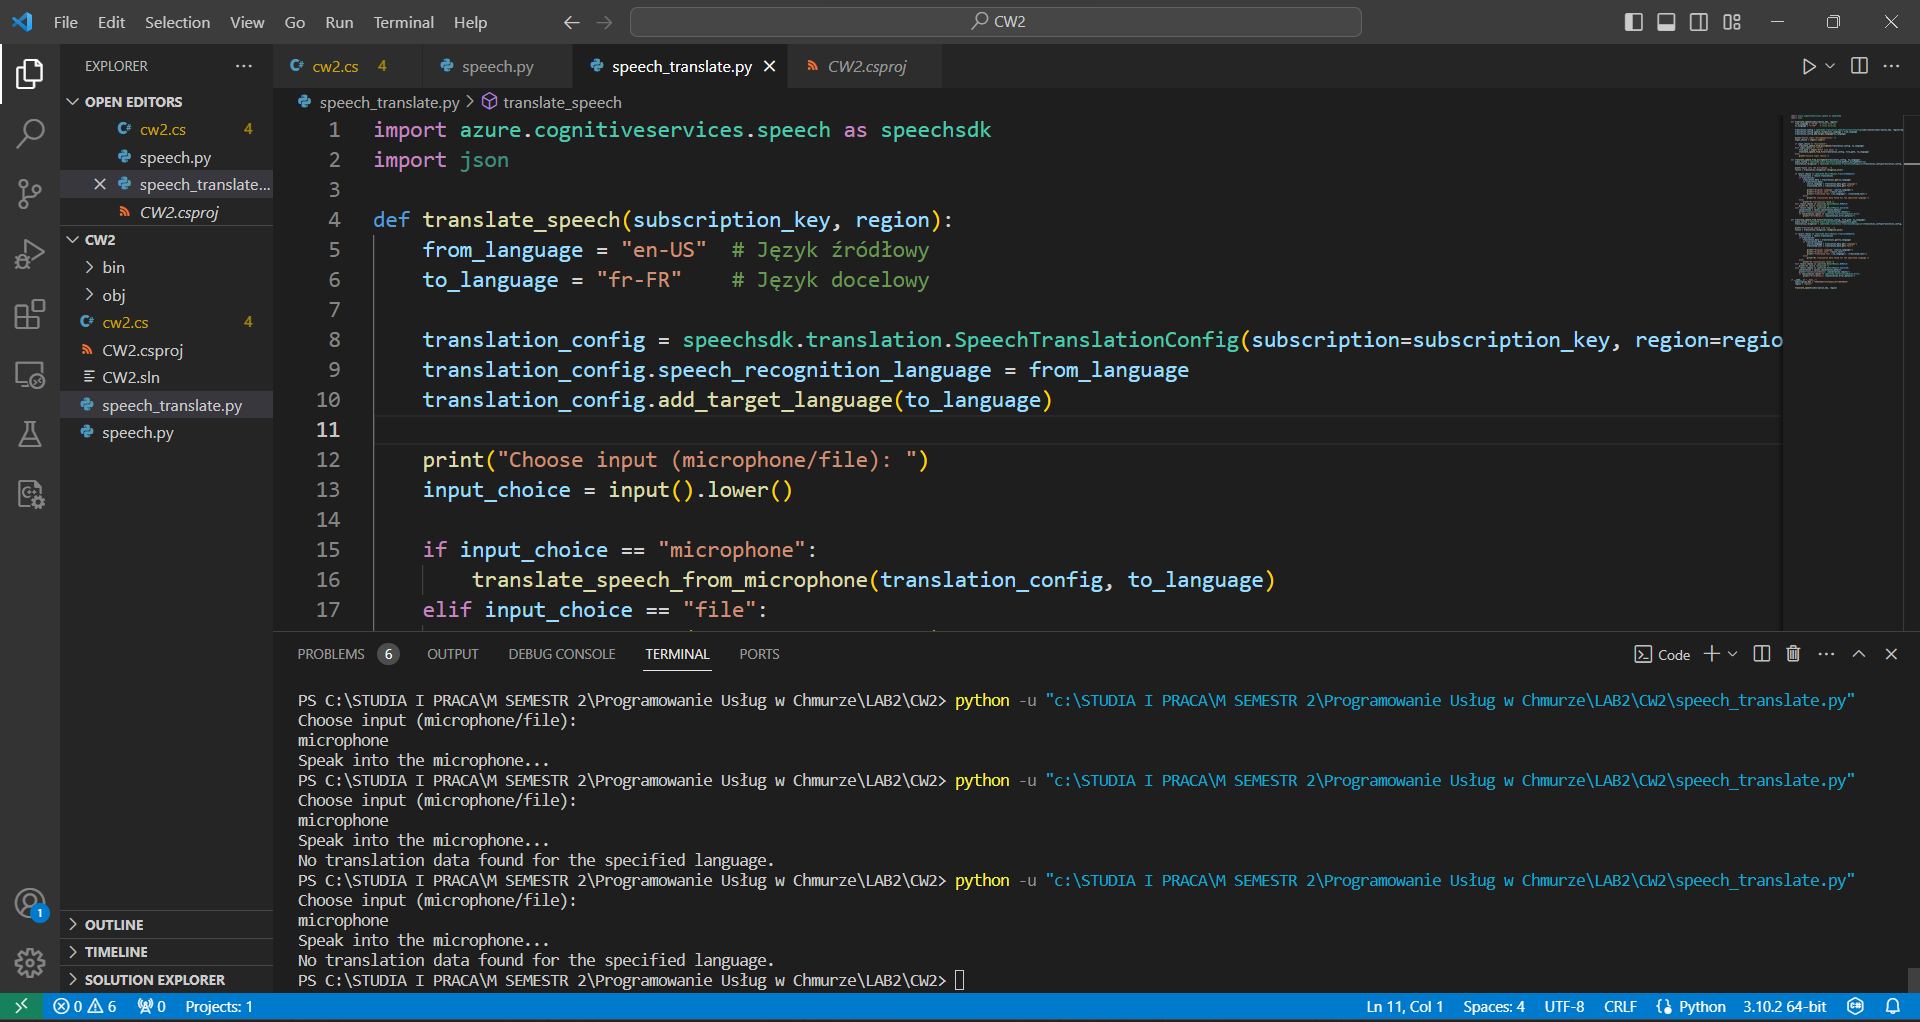 File Edit Selection View Go Run Terminal Help
CW2
EXPLORER
cw2.cs 4
speech.py
speech_translate.py
CW2.csproj
OPEN EDITORS
cw2.cs 4
speech.py
speech_translate...
CW2.csproj
CW2
bin
obj
cw2.cs 4
CW2.csproj
CW2.sln
speech_translate.py
speech.py
OUTLINE
TIMELINE
SOLUTION EXPLORER
1
speech_translate.py > translate_speech
1 import azure.cognitiveservices.speech as speechsdk
2 import json
3
4 def translate_speech(subscription_key, region):
5 from_language = "en-US" # Język źródłowy
6 to_language = "fr-FR" # Język docelowy
7
8 translation_config = speechsdk.translation.SpeechTranslationConfig(subscription=subscription_key, region=regio
9 translation_config.speech_recognition_language = from_language
10 translation_config.add_target_language(to_language)
11
12 print("Choose input (microphone/file): ")
13 input_choice = input().lower()
14
15 if input_choice == "microphone":
16 translate_speech_from_microphone(translation_config, to_language)
17 elif input_choice == "file":
PROBLEMS 6 OUTPUT DEBUG CONSOLE TERMINAL PORTS
Code
PS C:\STUDIA I PRACA\M SEMESTR 2\Programowanie Usług w Chmurze\LAB2\CW2> python -u "c:\STUDIA I PRACA\M SEMESTR 2\Programowanie Usług w Chmurze\LAB2\CW2\speech_translate.py"
Choose input (microphone/file):
microphone
Speak into the microphone...
PS C:\STUDIA I PRACA\M SEMESTR 2\Programowanie Usług w Chmurze\LAB2\CW2> python -u "c:\STUDIA I PRACA\M SEMESTR 2\Programowanie Usług w Chmurze\LAB2\CW2\speech_translate.py"
Choose input (microphone/file):
microphone
Speak into the microphone...
No translation data found for the specified language.
PS C:\STUDIA I PRACA\M SEMESTR 2\Programowanie Usług w Chmurze\LAB2\CW2> python -u "c:\STUDIA I PRACA\M SEMESTR 2\Programowanie Usług w Chmurze\LAB2\CW2\speech_translate.py"
Choose input (microphone/file):
microphone
Speak into the microphone...
No translation data found for the specified language.
PS C:\STUDIA I PRACA\M SEMESTR 2\Programowanie Usług w Chmurze\LAB2\CW2>
0 6 0 Projects: 1
Ln 11, Col 1 Spaces: 4 UTF-8 CRLF Python 3.10.2 64-bit